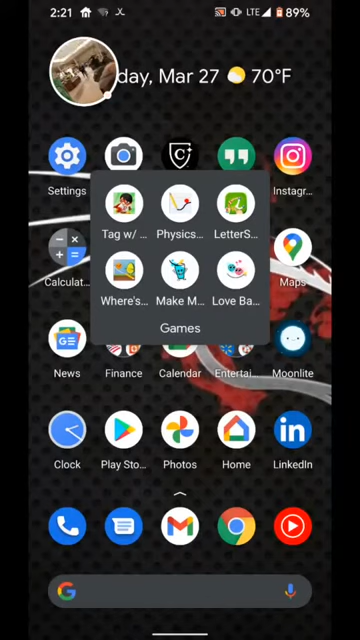 2:21
LTE
89%
day, Mar 27 70°F
Settings
Instagr...
Tag w/ ...
Physics...
LetterS...
Calculat...
Maps
Where's...
Make M...
Love Ba...
Games
News
Finance
Calendar
Entertai...
Moonlite
Clock
Play Sto...
Photos
Home
LinkedIn